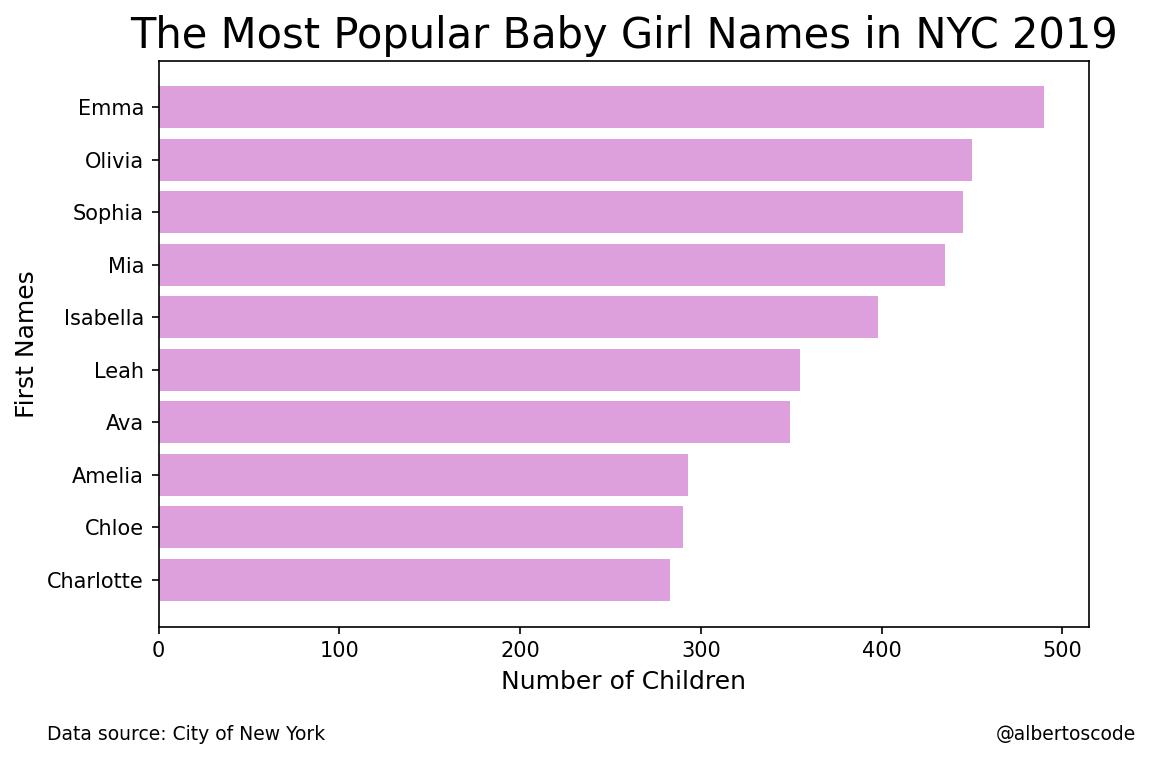 The Most Popular Baby Girl Names in NYC 2019
Emma
Olivia
Sophia
Mia
Isabella
Leah
Ava
Amelia
Chloe
Charlotte
First Names
0 100 200 300 400 500
Number of Children
Data source: City of New York
@albertoscode